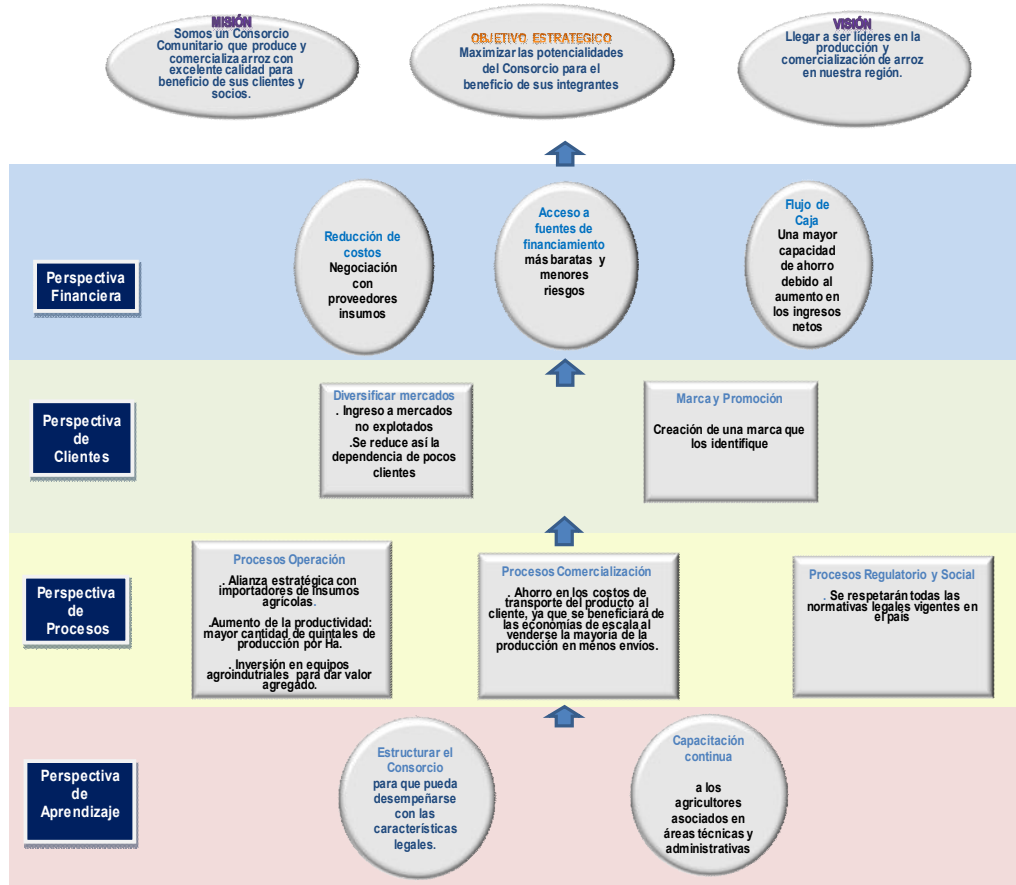 MISIÓN
Somos un Consorcio
Comunitario que produce y
comercializa arroz con
excelente calidad para
beneficio de sus clientes y
socios.
OBJETIVO ESTRATEGICO
Maximizar las potencialidades
del Consorcio para el
beneficio de sus integrantes
VISIÓN
Llegar a ser líderes en la
producción y
comercialización de arroz
en nuestra región.
Perspectiva
Financiera
Reducción de
costos
Negociación
con
proveedores
insumos
Acceso a
fuentes de
financiamiento
más baratas y
menores
riesgos
Flujo de
Caja
Una mayor
capacidad
de ahorro
debido al
aumento en
los ingresos
netos
Perspectiva
de
Clientes
Diversificar mercados
. Ingreso a mercados
no explotados
.Se reduce así la
dependencia de pocos
clientes
Marca y Promoción
Creación de una marca que
los identifique
Perspectiva
de
Procesos
Procesos Operación
. Alianza estratégica con
importadores de insumos
agrícolas.
.Aumento de la productividad:
mayor cantidad de quintales de
producción por Ha.
. Inversión en equipos
agroindutriales para dar valor
agregado.
Procesos Comercialización
. Ahorro en los costos de
transporte del producto al
cliente, ya que se beneficiará de
las economías de escala al
venderse la mayoría de la
producción en menos envíos.
Procesos Regulatorio y Social
. Se respetarán todas las
normativas legales vigentes en
el país
Perspectiva
de
Aprendizaje
Estructurar el
Consorcio
para que pueda
desempeñarse
con las
características
legales.
Capacitación
continua
a los
agricultores
asociados en
áreas técnicas y
administrativas